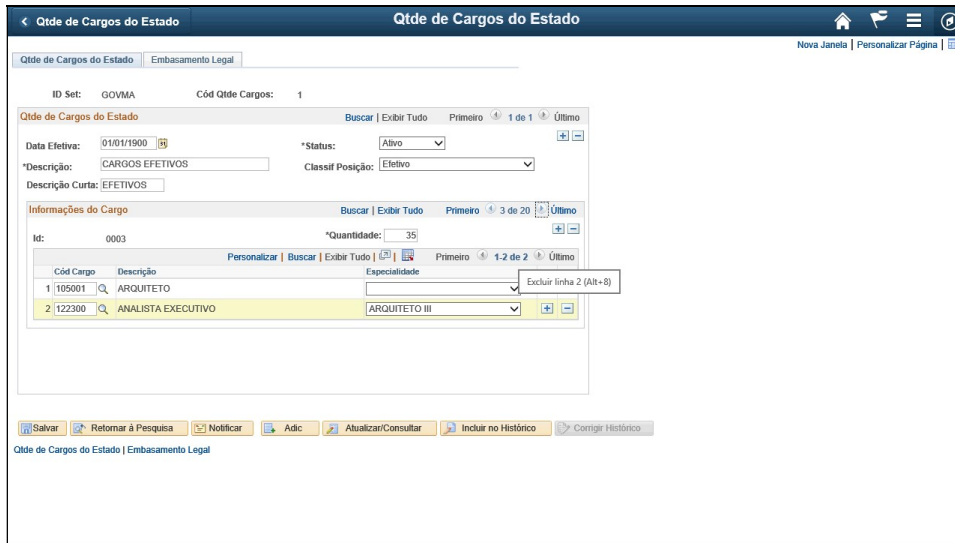 Qtde de Cargos do Estado
Qtde de Cargos do Estado
Nova Janela | Personalizar Página |
Qtde de Cargos do Estado Embasamento Legal
ID Set: GOVMA Cód Qtde Cargos: 1
Qtde de Cargos do Estado Buscar | Exibir Tudo Primeiro 1 de 1 Último
Data Efetiva: 01/01/1900 *Status: Ativo
*Descrição: CARGOS EFETIVOS Classif Posição: Efetivo
Descrição Curta: EFETIVOS
Informações do Cargo Buscar | Exibir Tudo Primeiro 3 de 20 Último
Id: 0003 *Quantidade: 35
Personalizar | Buscar | Exibir Tudo | | Primeiro 1-2 de 2 Último
Cód Cargo Descrição Especialidade
Excluir linha 2 (Alt+8)
1 105001 ARQUITETO
2 122300 ANALISTA EXECUTIVO ARQUITETO III
Salvar Retornar à Pesquisa Notificar Adic Atualizar/Consultar Incluir no Histórico Corrigir Histórico
Qtde de Cargos do Estado | Embasamento Legal